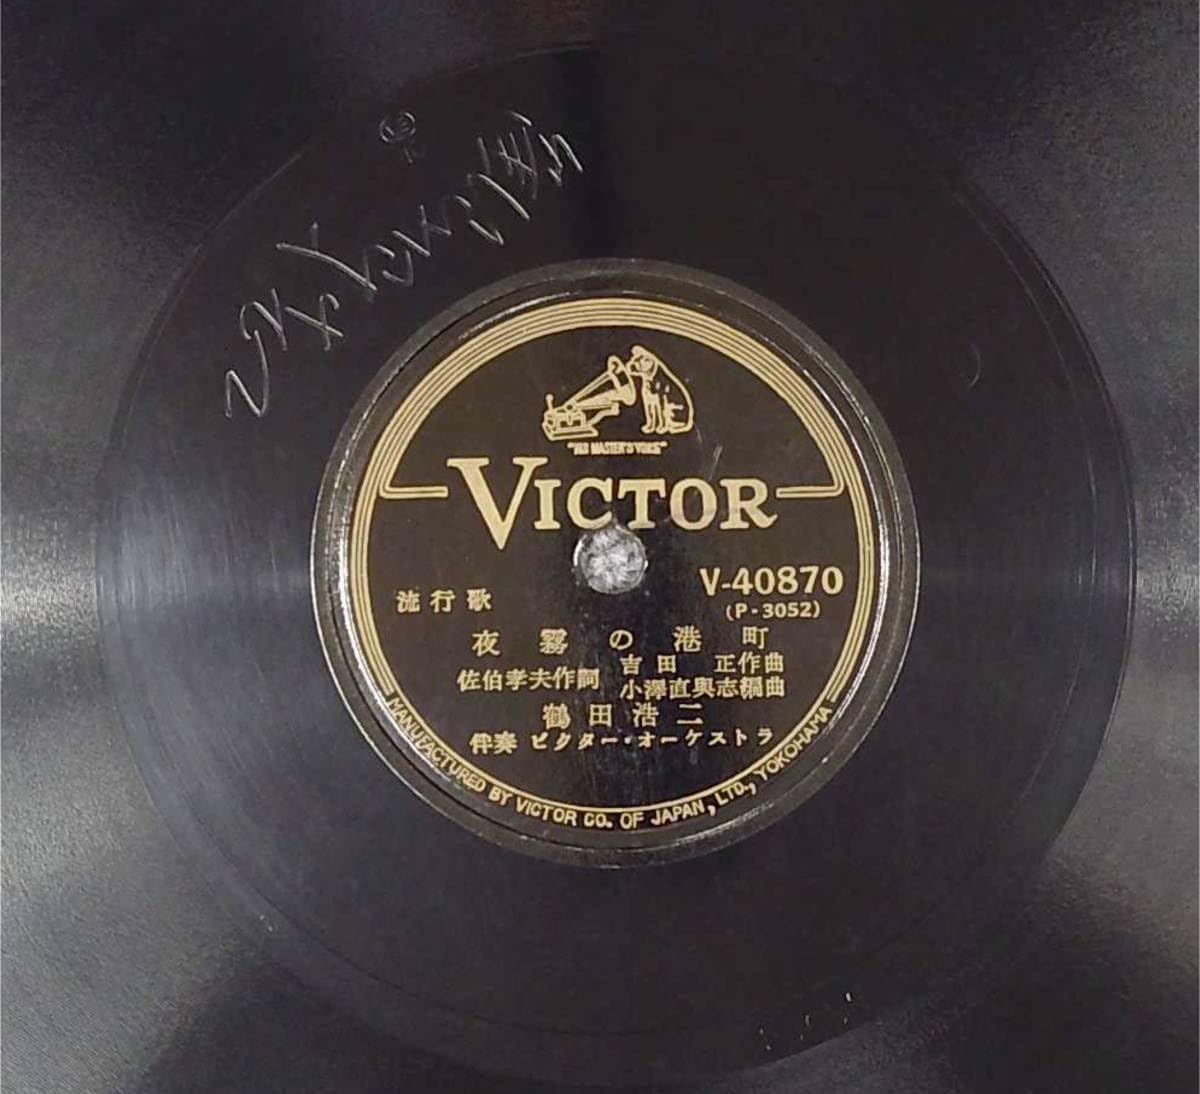 "HIS MASTER'S VOICE"
VICTOR
V-40870
(P-3052)
流行歌
夜霧の港町
佐伯孝夫作詞
吉田 正作曲
小澤直與志編曲
鶴田浩二
伴奏 ビクター・オーケストラ
MANUFACTURED BY VICTOR CO. OF JAPAN, LTD., YOKOHAMA